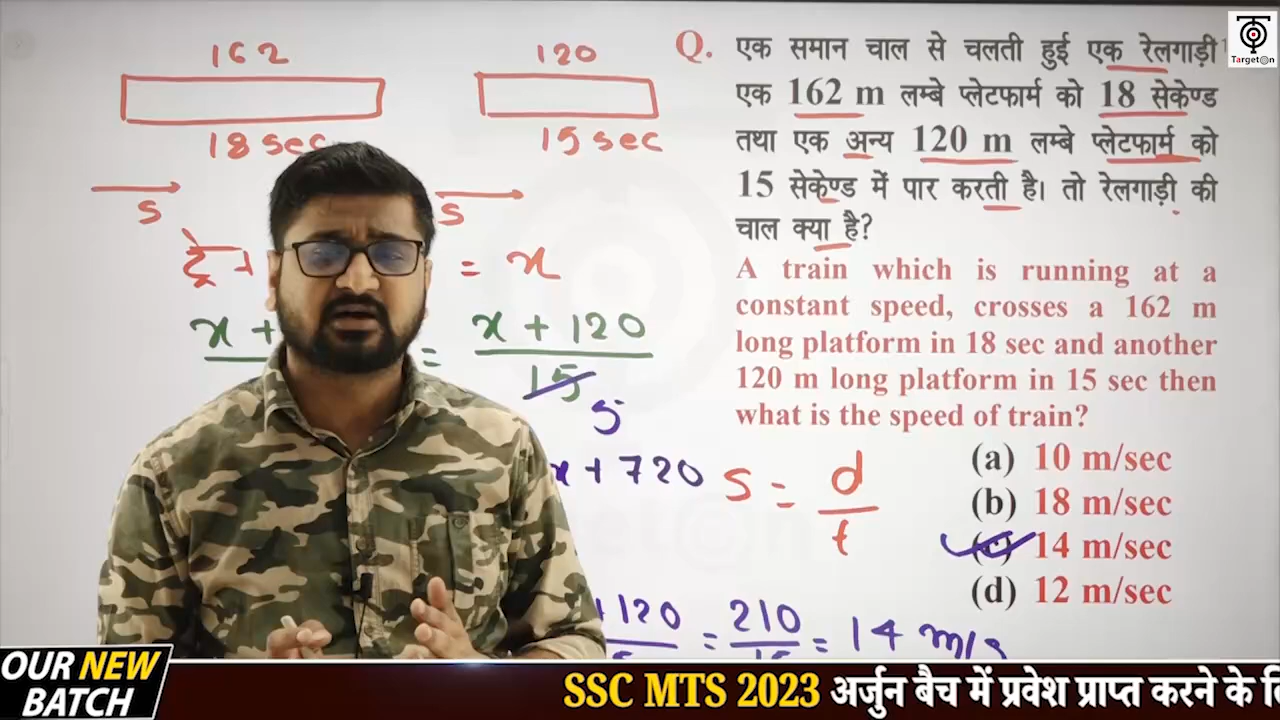 162
120
18 sec
15 sec
S
S
= x
x +
= x + 120
15
5
x + 720
S = d
t
+ 120 = 210 = 14 m/s
Q. एक समान चाल से चलती हुई एक रेलगाड़ी
एक 162 m लम्बे प्लेटफार्म को 18 सेकेण्ड
तथा एक अन्य 120 m लम्बे प्लेटफार्म को
15 सेकेण्ड में पार करती है। तो रेलगाड़ी की
चाल क्या है?
A train which is running at a
constant speed, crosses a 162 m
long platform in 18 sec and another
120 m long platform in 15 sec then
what is the speed of train?
(a) 10 m/sec
(b) 18 m/sec
(c) 14 m/sec
(d) 12 m/sec
Target@n
OUR NEW
BATCH
SSC MTS 2023 अर्जुन बैच में प्रवेश प्राप्त करने के लि